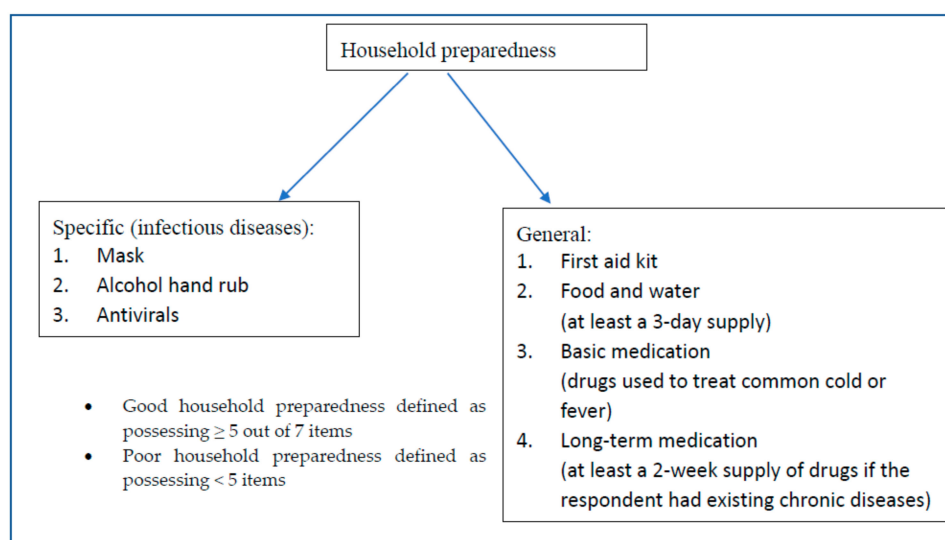 Household preparedness
Specific (infectious diseases):
1. Mask
2. Alcohol hand rub
3. Antivirals
General:
1. First aid kit
2. Food and water
(at least a 3-day supply)
3. Basic medication
(drugs used to treat common cold or
fever)
4. Long-term medication
(at least a 2-week supply of drugs if the
respondent had existing chronic diseases)
• Good household preparedness defined as
possessing ≥ 5 out of 7 items
• Poor household preparedness defined as
possessing < 5 items